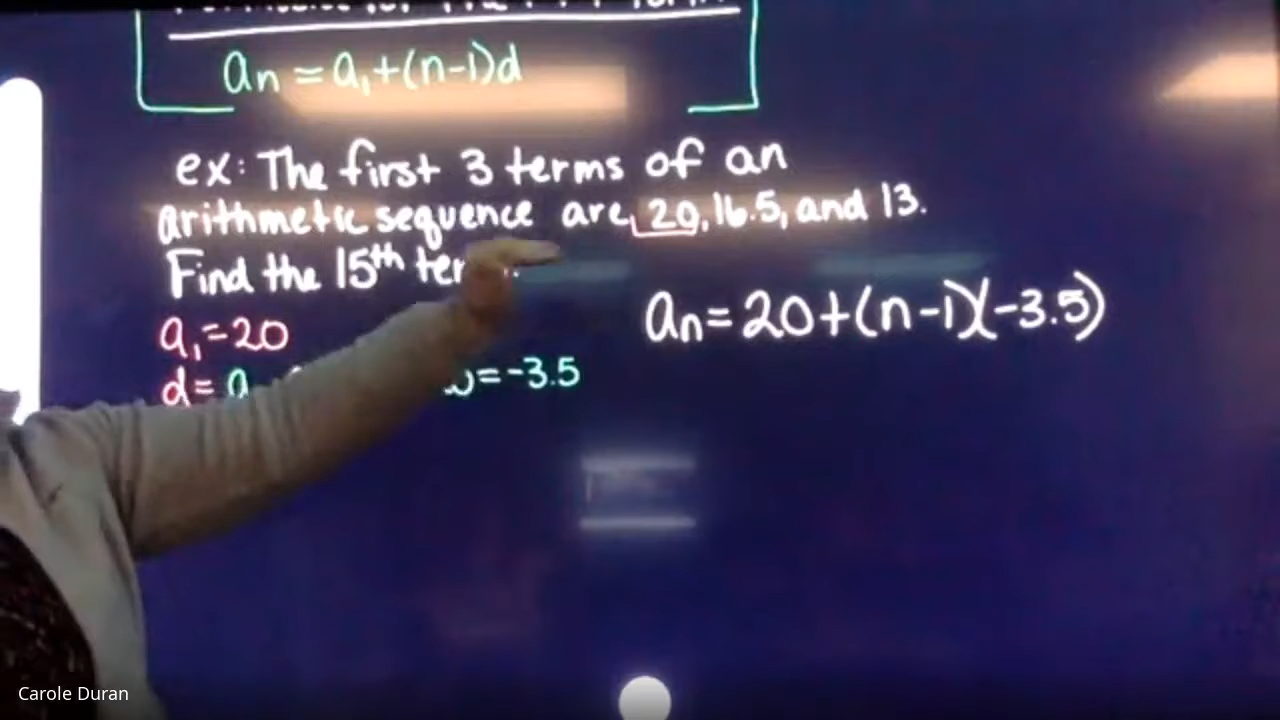 an = a₁+(n-1)d
ex: The first 3 terms of an
arithmetic sequence are, 20, 16.5, and 13.
Find the 15th
an=20+(n-1)(-3.5)
a₁=20
d= =-3.5
Carole Duran